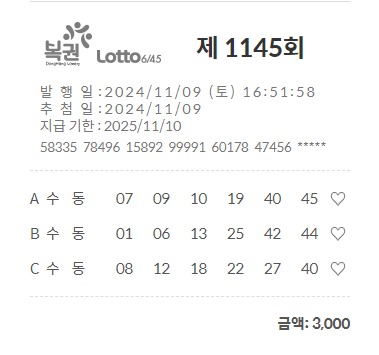 복권
DongHang Lottery
Lotto6/45
제 1145회
발 행 일 : 2024/11/09 (토) 16:51:58
추 첨 일 : 2024/11/09
지급기한 : 2025/11/10
58335 78496 15892 99991 60178 47456 *****
A 수 동 07 09 10 19 40 45
B 수 동 01 06 13 25 42 44
C 수 동 08 12 18 22 27 40
금액: 3,000